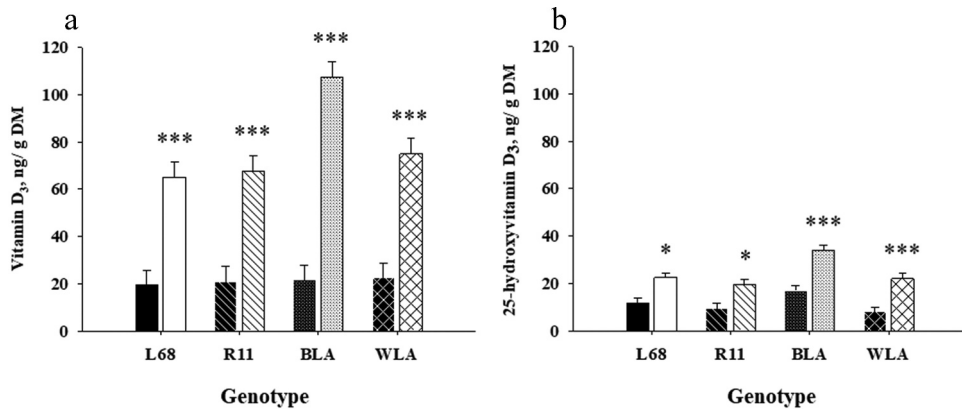 a
Vitamin D3, ng/ g DM
120
100
80
60
40
20
0
***
***
***
***
L68 R11 BLA WLA
Genotype
b
25-hydroxyvitamin D3, ng/ g DM
120
100
80
60
40
20
0
*
*
***
***
L68 R11 BLA WLA
Genotype